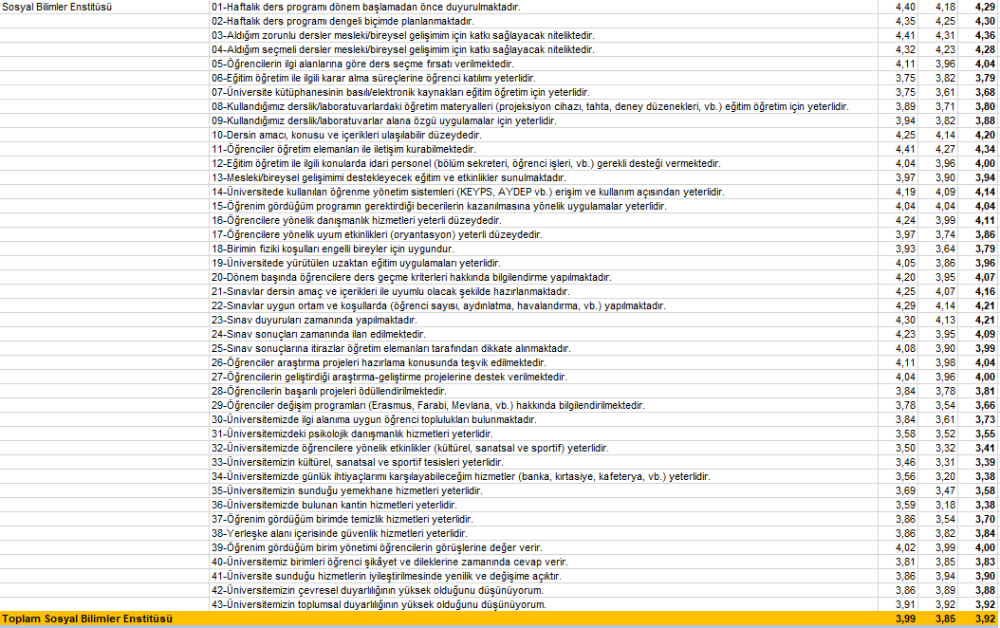 Sosyal Bilimler Enstitüsü 01-Haftalık ders programı dönem başlamadan önce duyurulmaktadır. 4,40 4,18 4,29
02-Haftalık ders programı dengeli biçimde planlanmaktadır. 4,35 4,25 4,30
03-Aldığım zorunlu dersler mesleki/bireysel gelişimim için katkı sağlayacak niteliktedir. 4,41 4,31 4,36
04-Aldığım seçmeli dersler mesleki/bireysel gelişimim için katkı sağlayacak niteliktedir. 4,32 4,23 4,28
05-Öğrencilerin ilgi alanlarına göre ders seçme fırsatı verilmektedir. 4,11 3,96 4,04
06-Eğitim öğretim ile ilgili karar alma süreçlerine öğrenci katılımı yeterlidir. 3,75 3,82 3,79
07-Üniversite kütüphanesinin basılı/elektronik kaynakları eğitim öğretim için yeterlidir. 3,75 3,61 3,68
08-Kullandığımız derslik/laboratuvarlardaki öğretim materyalleri (projeksiyon cihazı, tahta, deney düzenekleri, vb.) eğitim öğretim için yeterlidir. 3,89 3,71 3,80
09-Kullandığımız derslik/laboratuvarlar alana özgü uygulamalar için yeterlidir. 3,94 3,82 3,88
10-Dersin amacı, konusu ve içerikleri ulaşılabilir düzeydedir. 4,25 4,14 4,20
11-Öğrenciler öğretim elemanları ile iletişim kurabilmektedir. 4,41 4,27 4,34
12-Eğitim öğretim ile ilgili konularda idari personel (bölüm sekreteri, öğrenci işleri, vb.) gerekli desteği vermektedir. 4,04 3,96 4,00
13-Mesleki/bireysel gelişimimi destekleyecek eğitim ve etkinlikler sunulmaktadır. 3,97 3,90 3,94
14-Üniversitede kullanılan öğrenme yönetim sistemleri (KEYPS, AYDEP vb.) erişim ve kullanım açısından yeterlidir. 4,19 4,09 4,14
15-Öğrenim gördüğüm programın gerektirdiği becerilerin kazanılmasına yönelik uygulamalar yeterlidir. 4,04 4,04 4,04
16-Öğrencilere yönelik danışmanlık hizmetleri yeterli düzeydedir. 4,24 3,99 4,11
17-Öğrencilere yönelik uyum etkinlikleri (oryantasyon) yeterli düzeydedir. 3,97 3,74 3,86
18-Birimin fiziki koşulları engelli bireyler için uygundur. 3,93 3,64 3,79
19-Üniversitede yürütülen uzaktan eğitim uygulamaları yeterlidir. 4,05 3,86 3,96
20-Dönem başında öğrencilere ders geçme kriterleri hakkında bilgilendirme yapılmaktadır. 4,20 3,95 4,07
21-Sınavlar dersin amaç ve içerikleri ile uyumlu olacak şekilde hazırlanmaktadır. 4,25 4,07 4,16
22-Sınavlar uygun ortam ve koşullarda (öğrenci sayısı, aydınlatma, havalandırma, vb.) yapılmaktadır. 4,29 4,14 4,21
23-Sınav duyuruları zamanında yapılmaktadır. 4,30 4,13 4,21
24-Sınav sonuçları zamanında ilan edilmektedir. 4,23 3,95 4,09
25-Sınav sonuçlarına itirazlar öğretim elemanları tarafından dikkate alınmaktadır. 4,08 3,90 3,99
26-Öğrenciler araştırma projeleri hazırlama konusunda teşvik edilmektedir. 4,11 3,98 4,04
27-Öğrencilerin geliştirdiği araştırma-geliştirme projelerine destek verilmektedir. 4,04 3,96 4,00
28-Öğrencilerin başarılı projeleri ödüllendirilmektedir. 3,84 3,78 3,81
29-Öğrenciler değişim programları (Erasmus, Farabi, Mevlana, vb.) hakkında bilgilendirilmektedir. 3,78 3,54 3,66
30-Üniversitemizde ilgi alanıma uygun öğrenci toplulukları bulunmaktadır. 3,84 3,61 3,73
31-Üniversitemizdeki psikolojik danışmanlık hizmetleri yeterlidir. 3,58 3,52 3,55
32-Üniversitemizde öğrencilere yönelik etkinlikler (kültürel, sanatsal ve sportif) yeterlidir. 3,50 3,32 3,41
33-Üniversitemizin kültürel, sanatsal ve sportif tesisleri yeterlidir. 3,46 3,31 3,39
34-Üniversitemizde günlük ihtiyaçlarımı karşılayabileceğim hizmetler (banka, kırtasiye, kafeterya, vb.) yeterlidir. 3,56 3,20 3,38
35-Üniversitemizin sunduğu yemekhane hizmetleri yeterlidir. 3,69 3,47 3,58
36-Üniversitemizde bulunan kantin hizmetleri yeterlidir. 3,59 3,18 3,38
37-Öğrenim gördüğüm birimde temizlik hizmetleri yeterlidir. 3,86 3,54 3,70
38-Yerleşke alanı içerisinde güvenlik hizmetleri yeterlidir. 3,86 3,82 3,84
39-Öğrenim gördüğüm birim yönetimi öğrencilerin görüşlerine değer verir. 4,02 3,99 4,00
40-Üniversitemiz birimleri öğrenci şikâyet ve dileklerine zamanında cevap verir. 3,81 3,85 3,83
41-Üniversite sunduğu hizmetlerin iyileştirilmesinde yenilik ve değişime açıktır. 3,86 3,94 3,90
42-Üniversitemizin çevresel duyarlılığının yüksek olduğunu düşünüyorum. 3,86 3,89 3,88
43-Üniversitemizin toplumsal duyarlılığının yüksek olduğunu düşünüyorum. 3,91 3,92 3,92
Toplam Sosyal Bilimler Enstitüsü 3,99 3,85 3,92